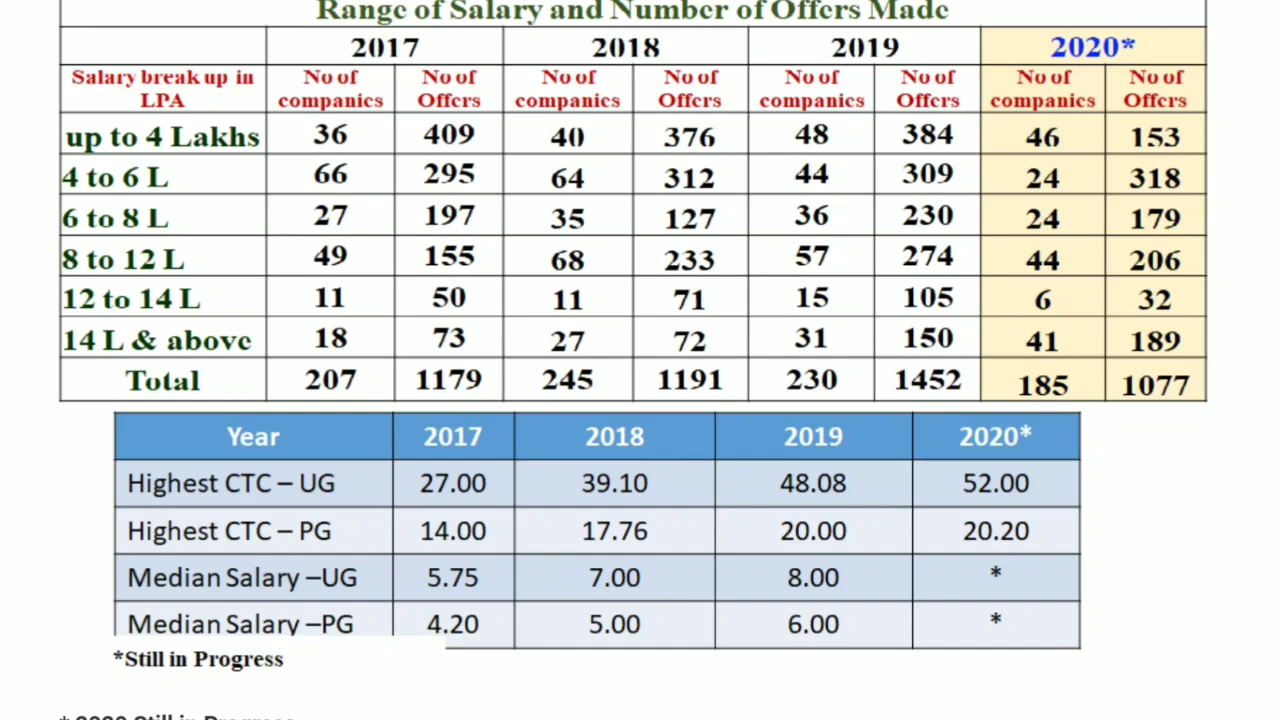 Range of Salary and Number of Offers Made
2017 2018 2019 2020*
Salary break up in LPA No of companies No of Offers No of companies No of Offers No of companies No of Offers No of companies No of Offers
up to 4 Lakhs 36 409 40 376 48 384 46 153
4 to 6 L 66 295 64 312 44 309 24 318
6 to 8 L 27 197 35 127 36 230 24 179
8 to 12 L 49 155 68 233 57 274 44 206
12 to 14 L 11 50 11 71 15 105 6 32
14 L & above 18 73 27 72 31 150 41 189
Total 207 1179 245 1191 230 1452 185 1077
Year 2017 2018 2019 2020*
Highest CTC – UG 27.00 39.10 48.08 52.00
Highest CTC – PG 14.00 17.76 20.00 20.20
Median Salary –UG 5.75 7.00 8.00 *
Median Salary –PG 4.20 5.00 6.00 *
*Still in Progress
* 2020 Still in Progress